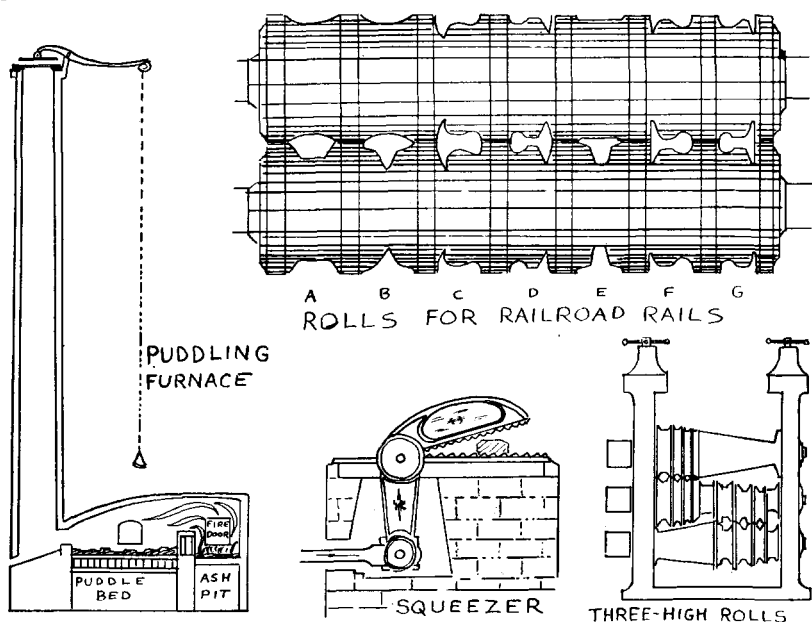 A B C D E F G
ROLLS FOR RAILROAD RAILS
PUDDLING
FURNACE
FIRE
DOOR
PUDDLE
BED
ASH
PIT
SQUEEZER
THREE-HIGH ROLLS